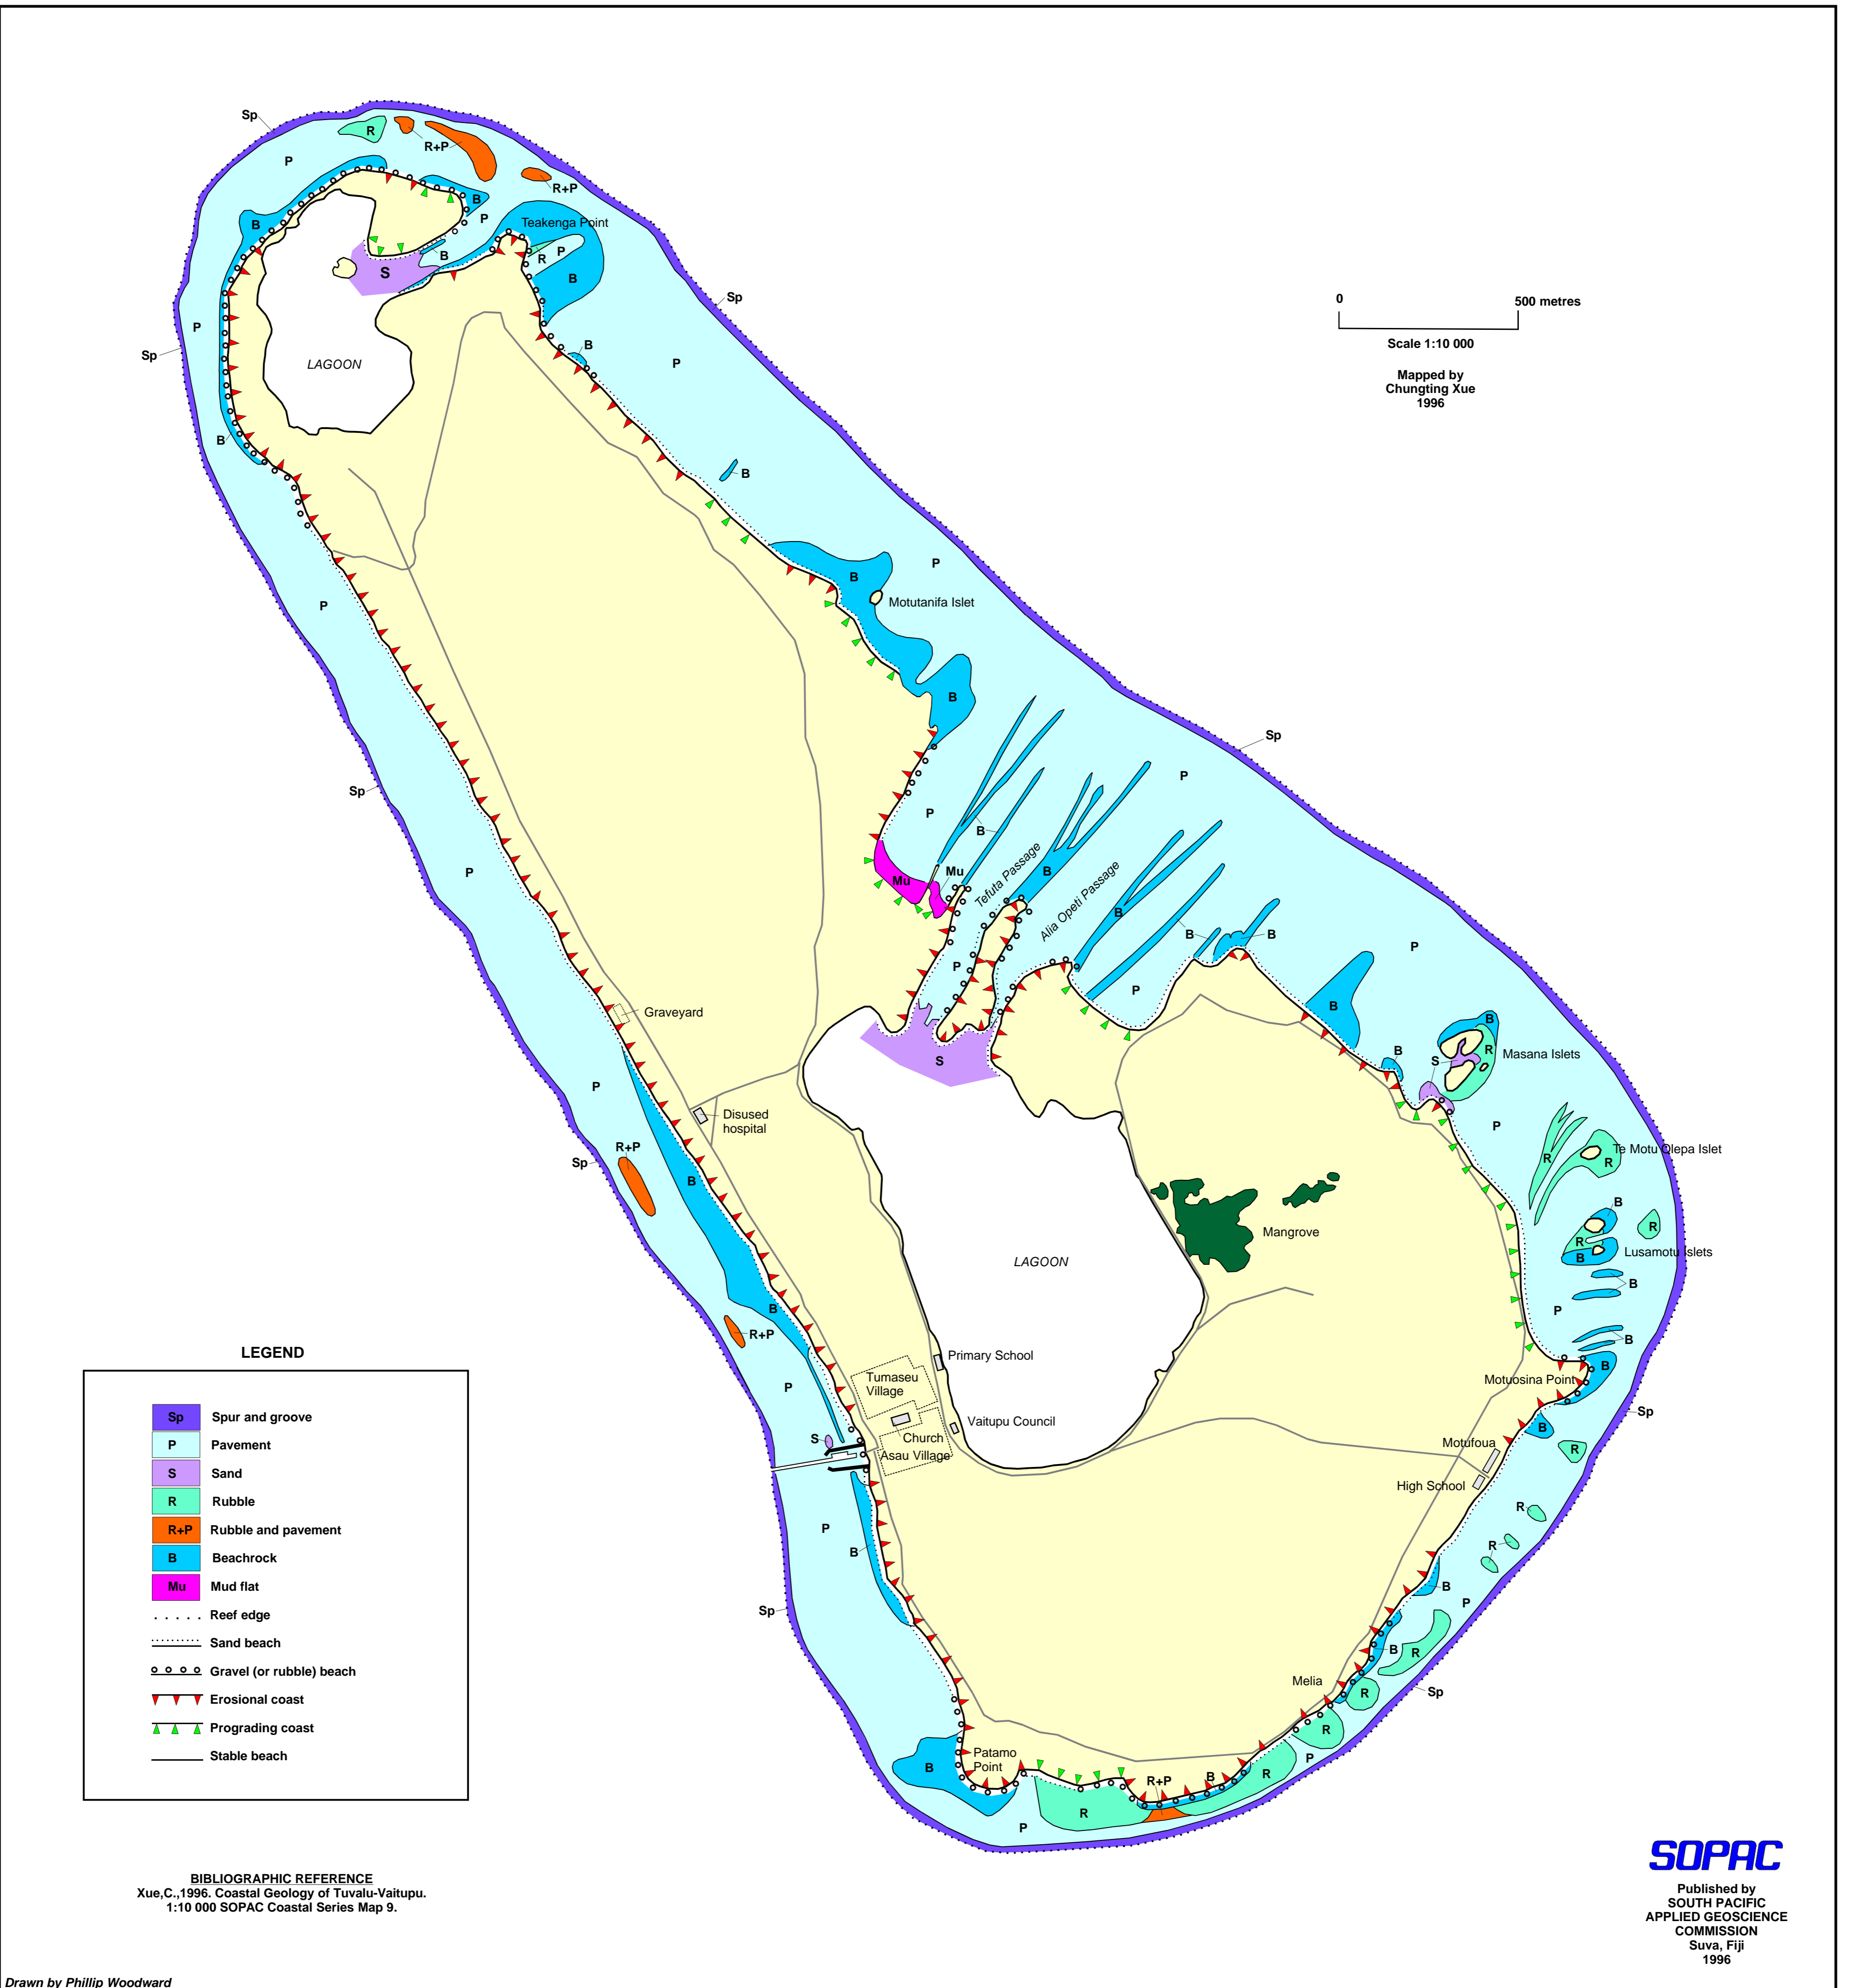 Sp
R
R+P
P
R+P
B
P
Teakenga Point
B
B
P
R
S
B
Sp
P
Sp
B
P
LAGOON
B
B
0
500 metres
Scale 1:10 000
Mapped by
Chungting Xue
1996
P
B
P
Motutanifa Islet
B
Sp
P
Sp
P
B
Tefuta Passage
Alia Opeti Passage
P
Mu
Mu
B
B
B
B
P
P
P
Graveyard
B
S
B
B
R
Masana Islets
S
P
P
Disused
hospital
R+P
Sp
B
R
Te Motu Olepa Islet
R
B
R
Mangrove
R
B
Lusamotu Islets
LAGOON
B
P
B
R+P
B
Primary School
Tumaseu
Village
P
B
Motuosina Point
Sp
Vaitupu Council
Church
Asau Village
S
B
Motufoua
R
High School
R
P
B
R
B
P
Sp
B
R
Melia
R
Sp
R
Patamo
Point
P
B
R+P
B
R
R
P
LEGEND
Sp Spur and groove
P Pavement
S Sand
R Rubble
R+P Rubble and pavement
B Beachrock
Mu Mud flat
Reef edge
Sand beach
Gravel (or rubble) beach
Erosional coast
Prograding coast
Stable beach
BIBLIOGRAPHIC REFERENCE
Xue,C.,1996. Coastal Geology of Tuvalu-Vaitupu.
1:10 000 SOPAC Coastal Series Map 9.
SOPAC
Published by
SOUTH PACIFIC
APPLIED GEOSCIENCE
COMMISSION
Suva, Fiji
1996
Drawn by Phillip Woodward